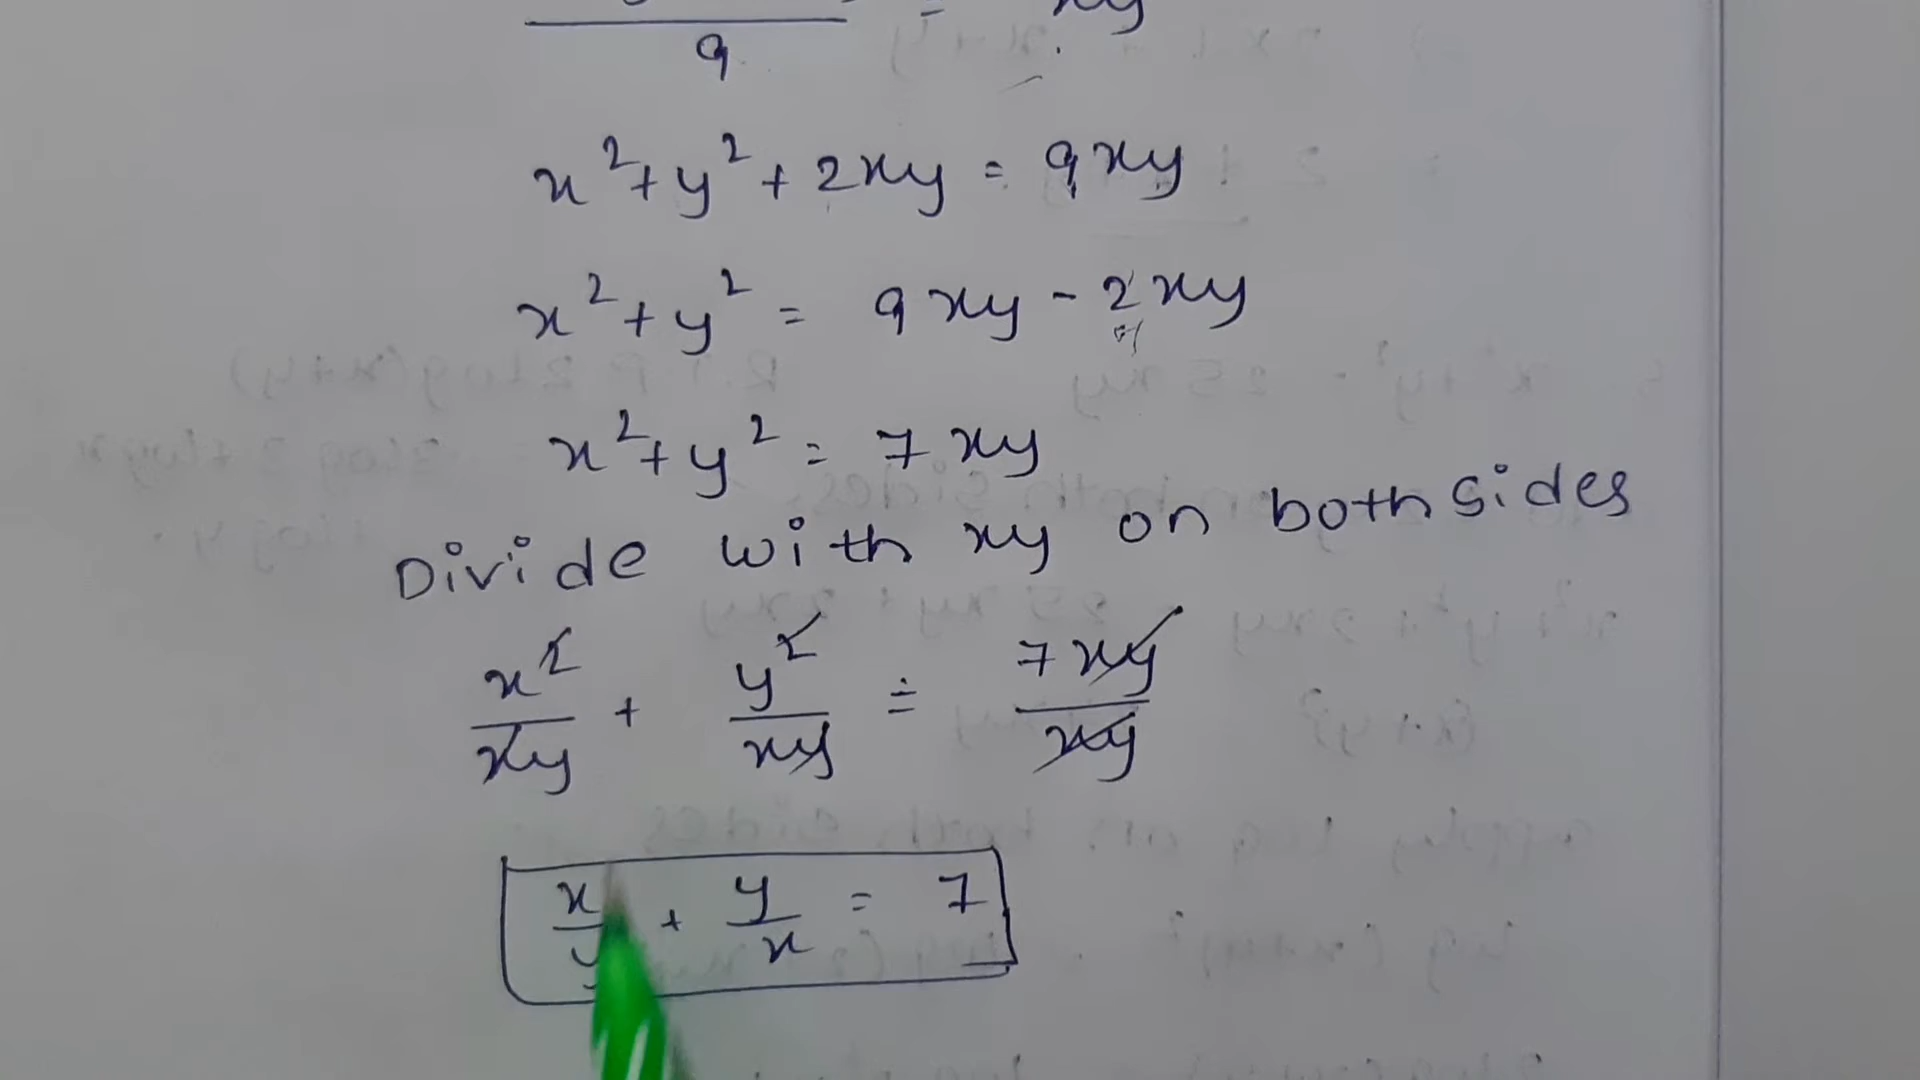 9 = xy
x² + y² + 2xy = 9xy
x² + y² = 9xy - 2xy
x² + y² = 7xy
Divide with xy on both sides
x²/xy + y²/xy = 7xy/xy
x/y + y/x = 7